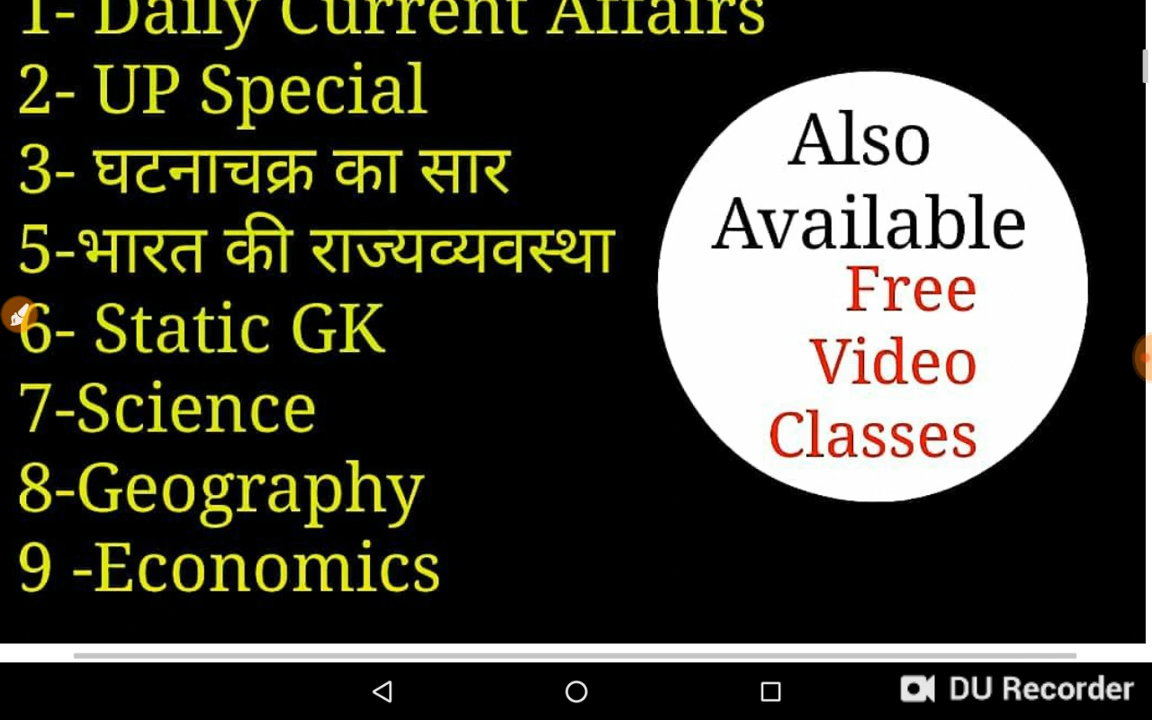 1- Daily Current Affairs
2- UP Special
3- घटनाचक्र का सार
5-भारत की राज्यव्यवस्था
6- Static GK
7-Science
8-Geography
9 -Economics
Also
Available
Free
Video
Classes
DU Recorder